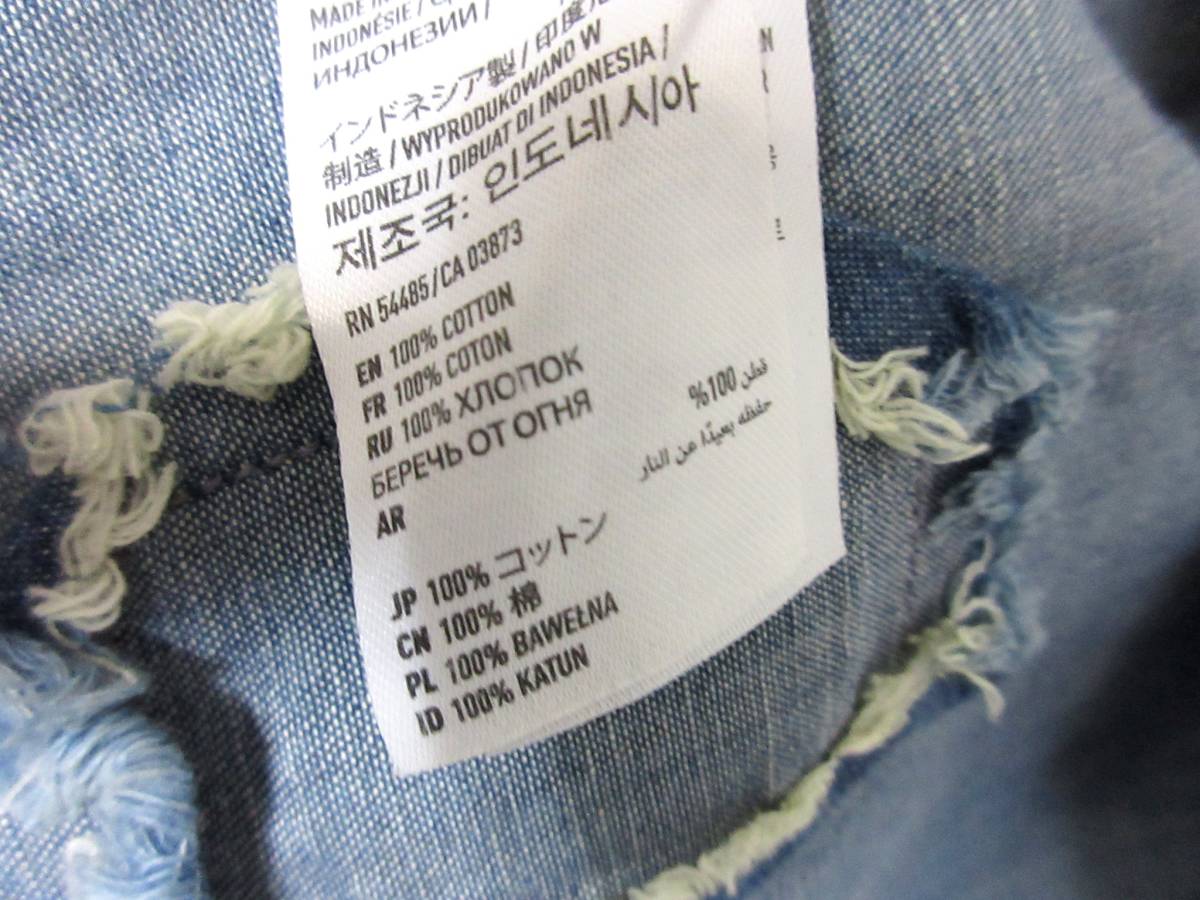 MADE IN
INDONÉSIE /
ИНДОНЕЗИИ /
インドネシア製 / 印度尼
制造 / WYPRODUKOWANO W
INDONEZJI / DIBUAT DI INDONESIA /
제조국: 인도네시아
RN 54485 / CA 03873
EN 100% COTTON
FR 100% COTON
RU 100% ХЛОПОК
БЕРЕЧЬ ОТ ОГНЯ
AR
قطن 100%
حفظه بعيدًا من النار
JP 100% コットン
CN 100% 棉
PL 100% BAWEŁNA
ID 100% KATUN